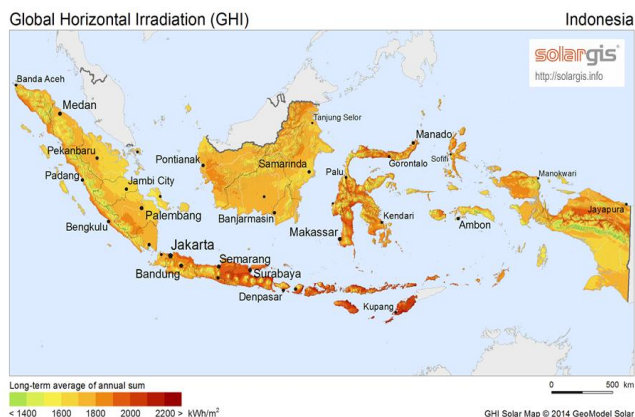 Global Horizontal Irradiation (GHI)
Indonesia
solargis
http://solargis.info
Banda Aceh
Medan
Tanjung Selor
Manado
Pekanbaru
Pontianak
Samarinda
Gorontalo
Sofifi
Manokwari
Padang
Jambi City
Palu
Jayapura
Palembang
Banjarmasin
Kendari
Ambon
Bengkulu
Makassar
Jakarta
Semarang
Bandung
Surabaya
Denpasar
Kupang
Long-term average of annual sum
< 1400 1600 1800 2000 2200 > kWh/m²
0 500 km
GHI Solar Map © 2014 GeoModel Solar